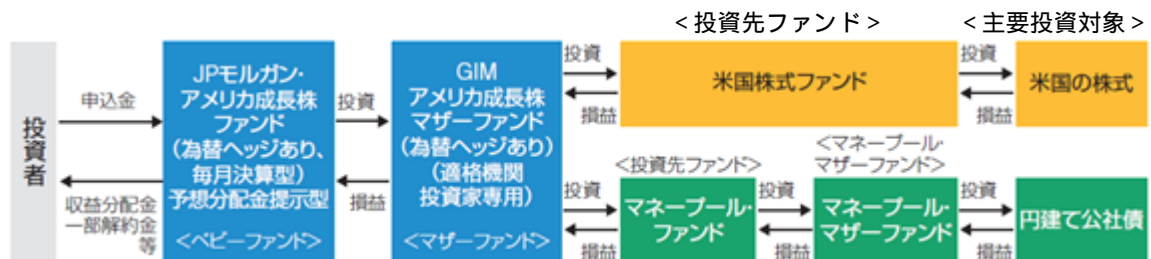 <投資先ファンド>
<主要投資対象>
投資者
申込金
収益分配金
一部解約金
等
JPモルガン・
アメリカ成長株
ファンド
(為替ヘッジあり、
毎月決算型)
予想分配金提示型
<ベビーファンド>
投資
損益
GIM
アメリカ成長株
マザーファンド
(為替ヘッジあり)
(適格機関
投資家専用)
<マザーファンド>
投資
損益
米国株式ファンド
投資
損益
米国の株式
投資
損益
<投資先ファンド>
マネープール・
ファンド
投資
損益
<マネープール・
マザーファンド>
マネープール・
マザーファンド
投資
損益
円建て公社債